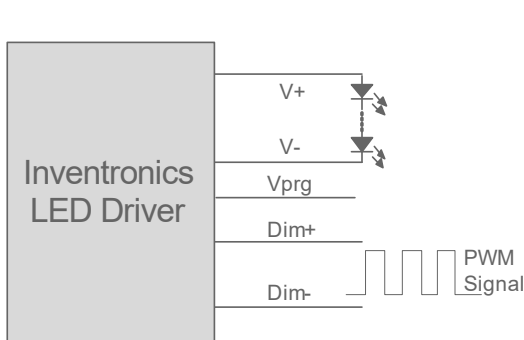 Inventronics
LED Driver
V+
V-
Vprg
Dim+
Dim-
PWM
Signal